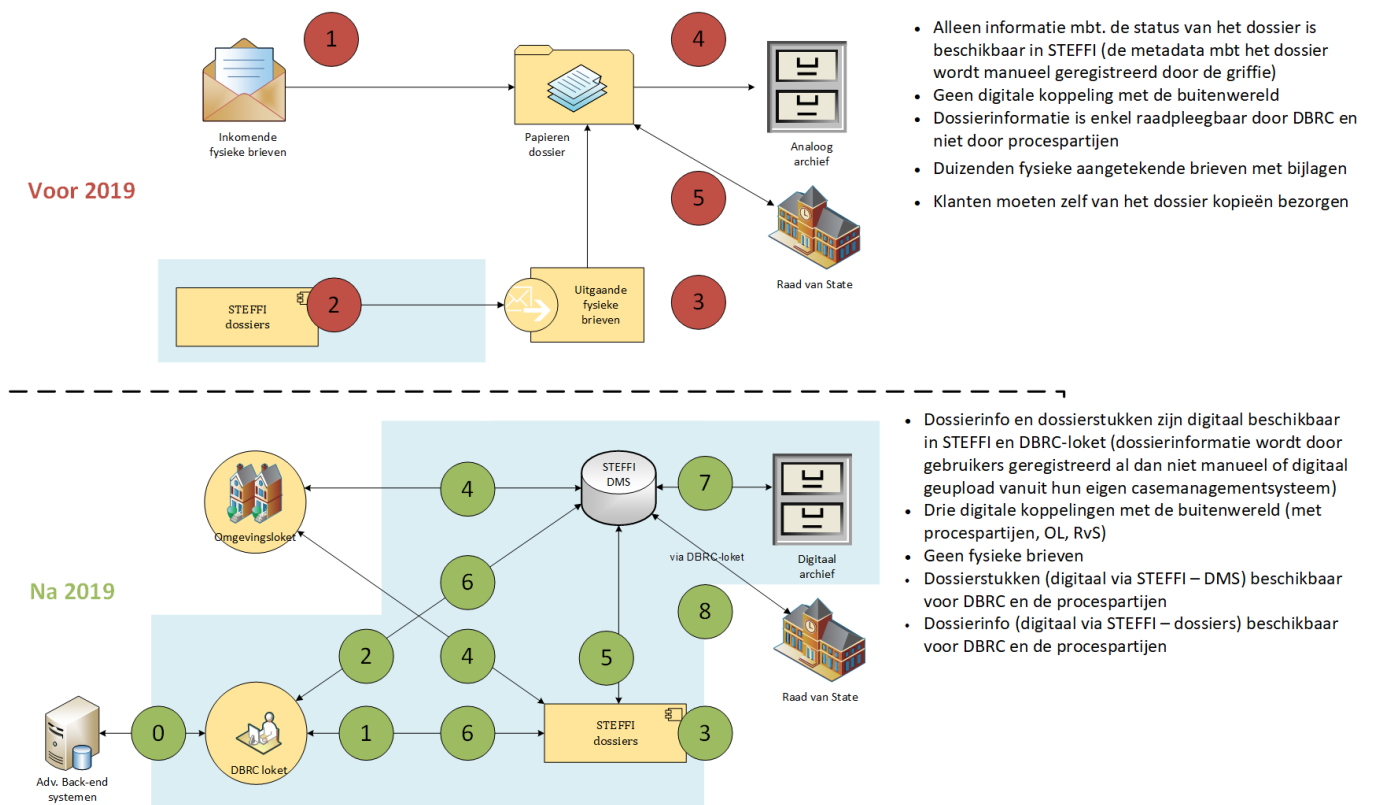 1
4
Inkomende
fysieke brieven
Papieren
dossier
Analoog
archief
• Alleen informatie mbt. de status van het dossier is
beschikbaar in STEFFI (de metadata mbt het dossier
wordt manueel geregistreerd door de griffie)
• Geen digitale koppeling met de buitenwereld
• Dossierinformatie is enkel raadpleegbaar door DBRC en
niet door procespartijen
• Duizenden fysieke aangetekende brieven met bijlagen
• Klanten moeten zelf van het dossier kopieën bezorgen
Voor 2019
5
Raad van State
STEFFI
dossiers
2
Uitgaande
fysieke
brieven
3
Omgevingsloket
4
STEFFI
DMS
7
Digitaal
archief
via DBRC-loket
6
8
Na 2019
2
4
5
Raad van State
Adv. Back-end
systemen
0
DBRC loket
1
6
STEFFI
dossiers
3
• Dossierinfo en dossierstukken zijn digitaal beschikbaar
in STEFFI en DBRC-loket (dossierinformatie wordt door
gebruikers geregistreerd al dan niet manueel of digitaal
geupload vanuit hun eigen casemanagementsysteem)
• Drie digitale koppelingen met de buitenwereld (met
procespartijen, OL, RvS)
• Geen fysieke brieven
• Dossierstukken (digitaal via STEFFI – DMS) beschikbaar
voor DBRC en de procespartijen
• Dossierinfo (digitaal via STEFFI – dossiers) beschikbaar
voor DBRC en de procespartijen